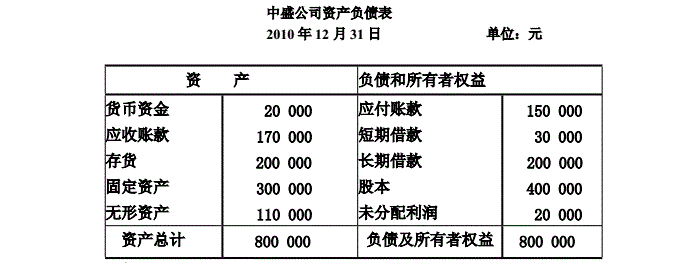 中盛公司资产负债表
2010 年 12 月 31 日 单位：元
资 产 负债和所有者权益
货币资金 20 000 应付账款 150 000
应收账款 170 000 短期借款 30 000
存货 200 000 长期借款 200 000
固定资产 300 000 股本 400 000
无形资产 110 000 未分配利润 20 000
资产总计 800 000 负债及所有者权益 800 000